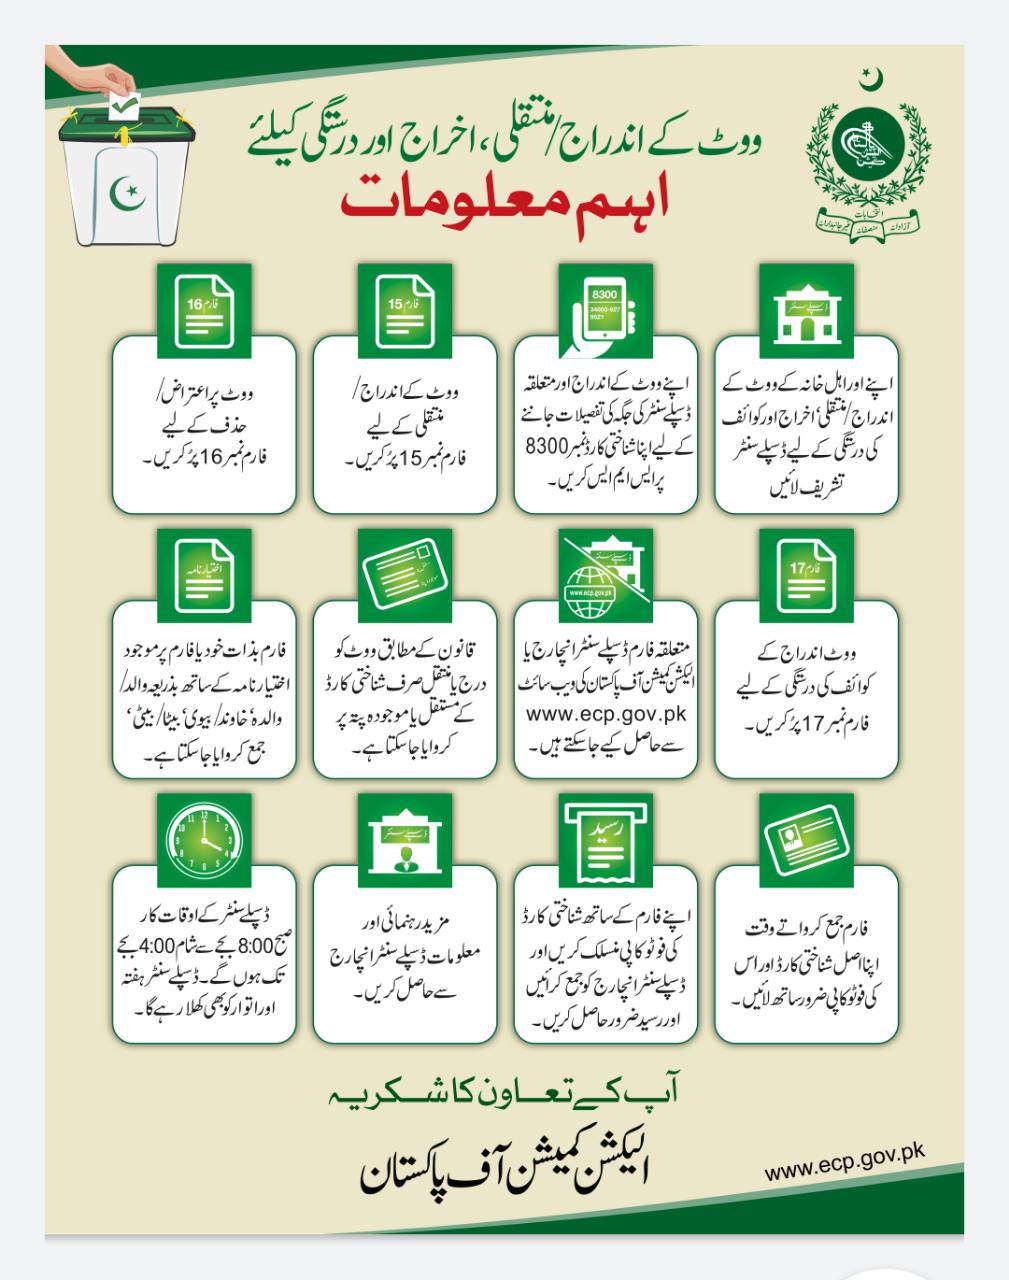 ووٹ کے اندراج/منتقلی، اخراج اور درستگی کیلئے
اہم معلومات
انتخابات
آزادانہ منصفانہ غیر جانبدارانہ
ڈسپلے سنٹر
اپنے اور اہل خانہ کے ووٹ کے
اندراج/منتقلی‘ اخراج اور کوائف
کی درستگی کے لیے ڈسپلے سنٹر
تشریف لائیں
8300
34603-927
9527
اپنے ووٹ کے اندراج اور متعلقہ
ڈسپلے سنٹر کی جگہ کی تفصیلات جاننے
کے لیے اپنا شناختی کارڈ نمبر 8300
پر ایس ایم ایس کریں۔
فارم 15
ووٹ کے اندراج/
منتقلی کے لیے
فارم نمبر 15 پُر کریں۔
فارم 16
ووٹ پر اعتراض/
حذف کے لیے
فارم نمبر 16 پُر کریں۔
فارم 17
ووٹ اندراج کے
کوائف کی درستگی کے لیے
فارم نمبر 17 پُر کریں۔
ڈسپلے سنٹر
www.ecp.gov.pk
متعلقہ فارم ڈسپلے سنٹر انچارج یا
الیکشن کمیشن آف پاکستان کی ویب سائٹ
www.ecp.gov.pk
سے حاصل کیے جاسکتے ہیں۔
قانون کے مطابق ووٹ کو
درج یا منتقل صرف شناختی کارڈ
کے مستقل یا موجودہ پتہ پر
کروایا جاسکتا ہے۔
اختیار نامہ
فارم بذات خود یا فارم پر موجود
اختیار نامہ کے ساتھ بذریعہ والد/
والدہ‘ خاوند/ بیوی‘ بیٹا/ بیٹی‘
جمع کروایا جاسکتا ہے۔
فارم جمع کرواتے وقت
اپنا اصل شناختی کارڈ اور اس
کی فوٹو کاپی ضرور ساتھ لائیں۔
رسید
اپنے فارم کے ساتھ شناختی کارڈ
کی فوٹو کاپی منسلک کریں اور
ڈسپلے سنٹر انچارج کو جمع کرائیں
اور رسید ضرور حاصل کریں۔
ڈسپلے سنٹر
مزید رہنمائی اور
معلومات ڈسپلے سنٹر انچارج
سے حاصل کریں۔
12 1 2 3 4 5 6 7 8 9 10 11
ڈسپلے سنٹر کے اوقات کار
صبح 8:00 بجے سے شام 4:00 بجے
تک ہوں گے۔ ڈسپلے سنٹر ہفتہ
اور اتوار کو بھی کھلا رہے گا۔
آپ کے تعاون کا شکریہ
الیکشن کمیشن آف پاکستان
www.ecp.gov.pk